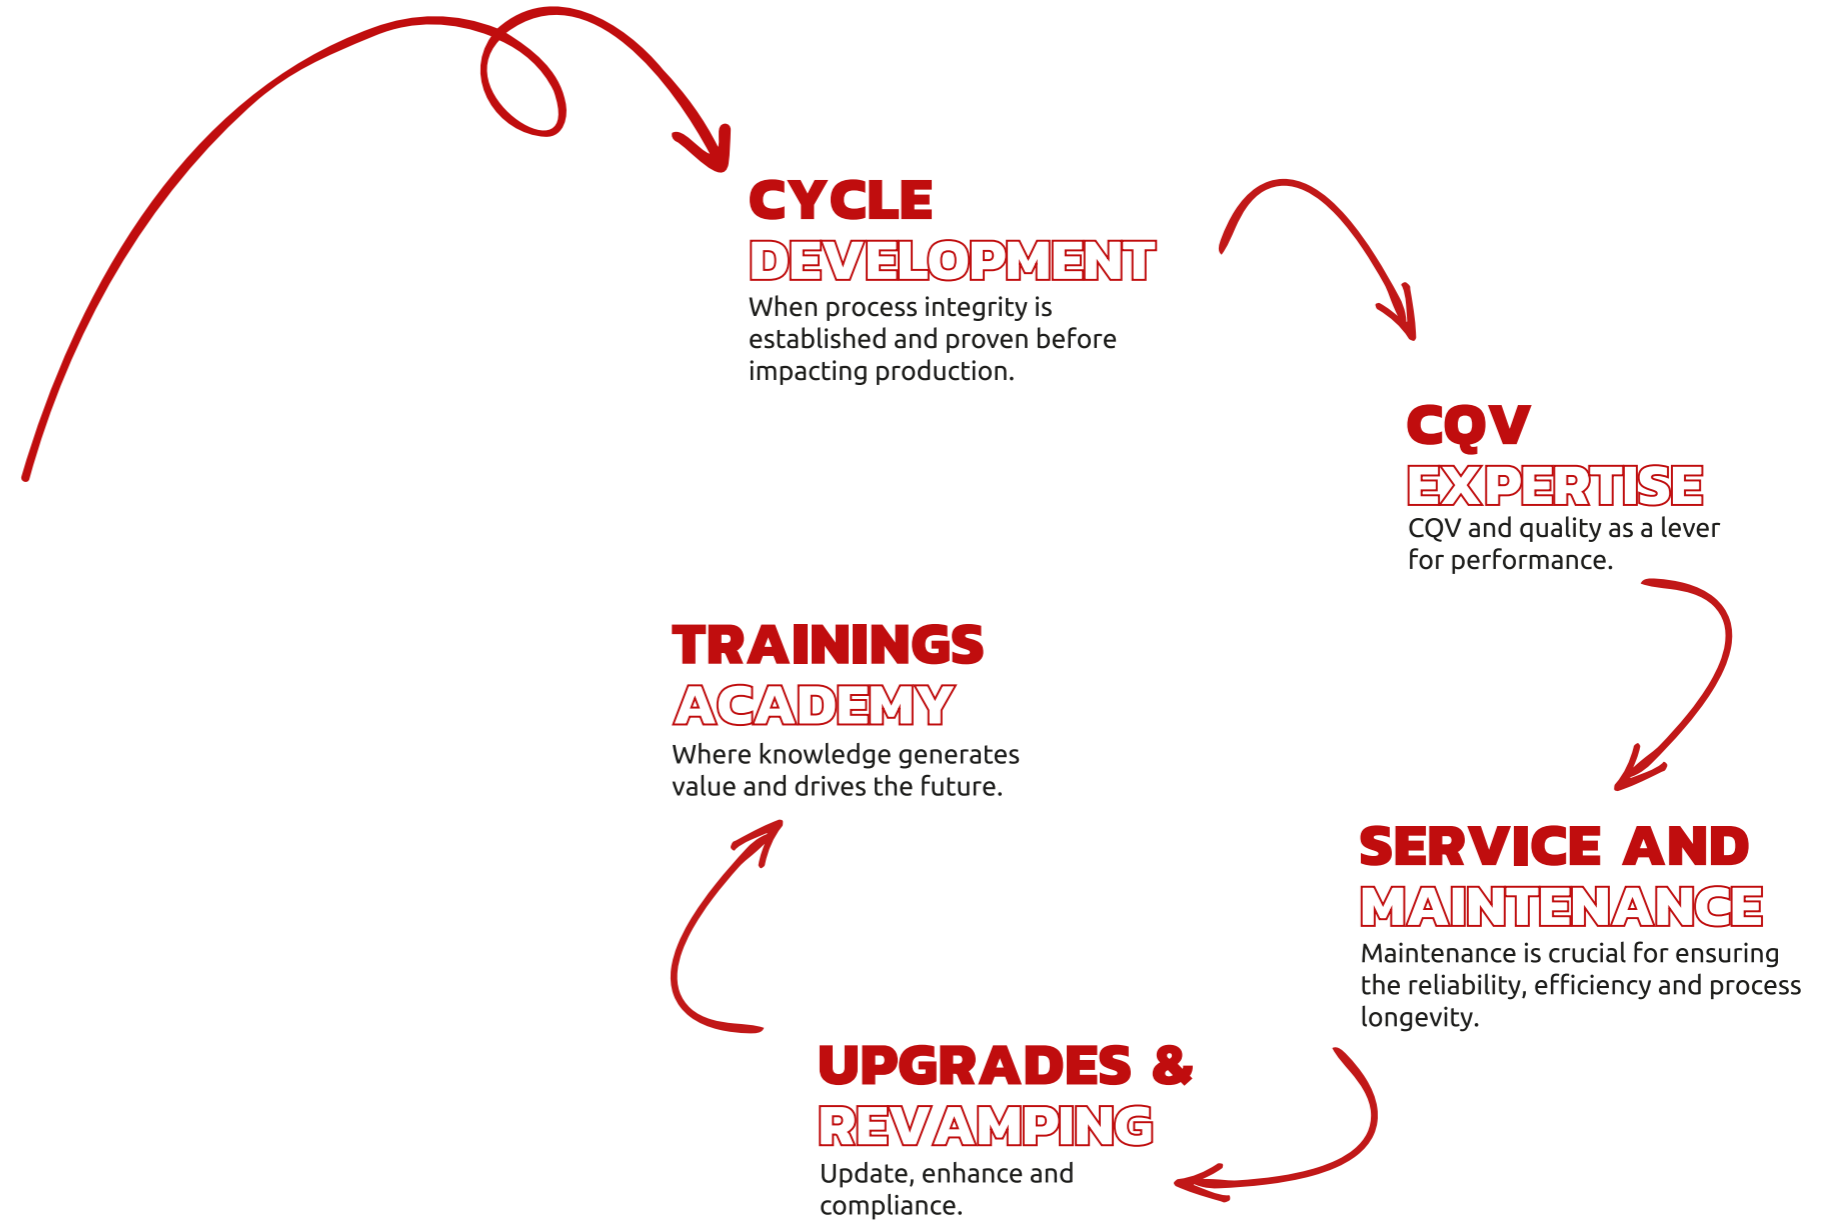 CYCLE
DEVELOPMENT
When process integrity is
established and proven before
impacting production.
CQV
EXPERTISE
CQV and quality as a lever
for performance.
SERVICE AND
MAINTENANCE
Maintenance is crucial for ensuring
the reliability, efficiency and process
longevity.
UPGRADES &
REVAMPING
Update, enhance and
compliance.
TRAININGS
ACADEMY
Where knowledge generates
value and drives the future.